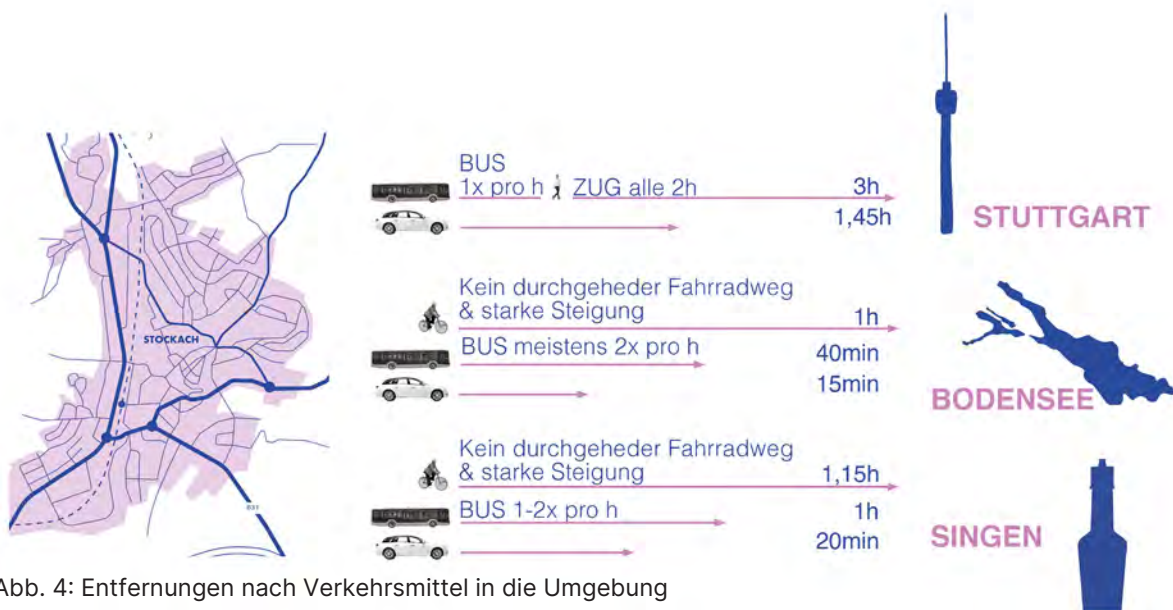 BUS
1x pro h ZUG alle 2h 3h
1,45h
STUTTGART
Kein durchgeheder Fahrradweg
& starke Steigung 1h
BUS meistens 2x pro h 40min
15min
BODENSEE
STOCKACH
Kein durchgeheder Fahrradweg
& starke Steigung 1,15h
BUS 1-2x pro h 1h
20min
SINGEN
Abb. 4: Entfernungen nach Verkehrsmittel in die Umgebung